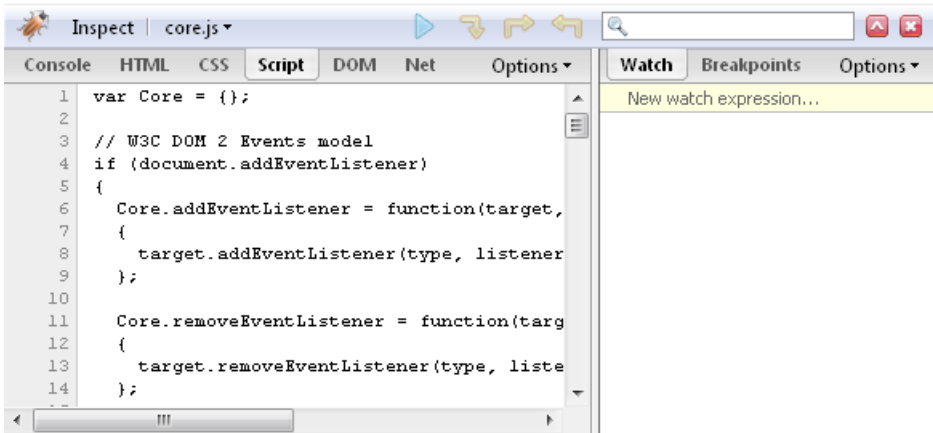 Inspect core.js
Console HTML CSS Script DOM Net Options
Watch Breakpoints Options
New watch expression...
1 var Core = {};
2
3 // W3C DOM 2 Events model
4 if (document.addEventListener)
5 {
6 Core.addEventListener = function(target,
7 {
8 target.addEventListener(type, listener
9 };
10
11 Core.removeEventListener = function(targ
12 {
13 target.removeEventListener(type, liste
14 };